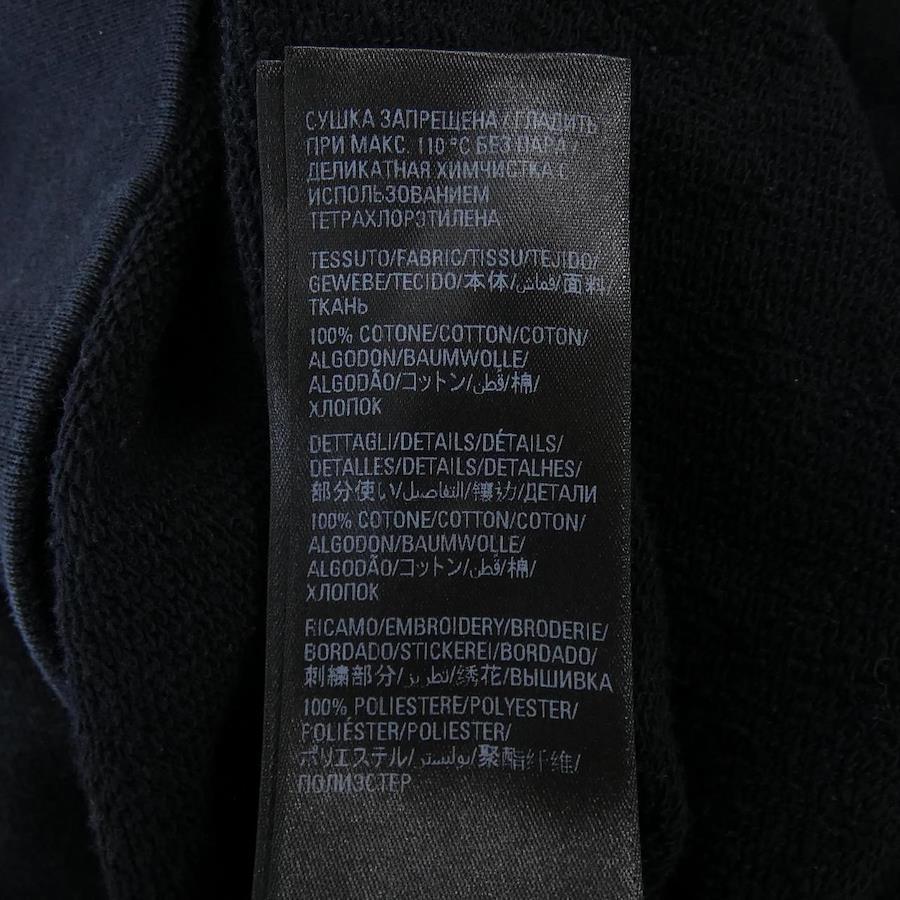 СУШКА ЗАПРЕЩЕНА / ГЛАДИТЬ
ПРИ МАКС. 110 °C БЕЗ ПАРА /
ДЕЛИКАТНАЯ ХИМЧИСТКА С
ИСПОЛЬЗОВАНИЕМ
ТЕТРАХЛОРЭТИЛЕНА
TESSUTO/FABRIC/TISSU/TEJIDO/
GEWEBE/TECIDO/本体/قماش/面料/
ТКАНЬ
100% COTONE/COTTON/COTON/
ALGODON/BAUMWOLLE/
ALGODÃO/コットン/قطن/棉/
ХЛОПОК
DETTAGLI/DETAILS/DÉTAILS/
DETALLES/DETAILS/DETALHES/
部分使い/التفاصيل/镶边/ДЕТАЛИ
100% COTONE/COTTON/COTON/
ALGODON/BAUMWOLLE/
ALGODÃO/コットン/قطن/棉/
ХЛОПОК
RICAMO/EMBROIDERY/BRODERIE/
BORDADO/STICKEREI/BORDADO/
刺繍部分/تطريز/绣花/ВЫШИВКА
100% POLIESTERE/POLYESTER/
POLIÉSTER/POLIESTER/
ポリエステル/بوليستر/聚酯纤维/
ПОЛИЭСТЕР